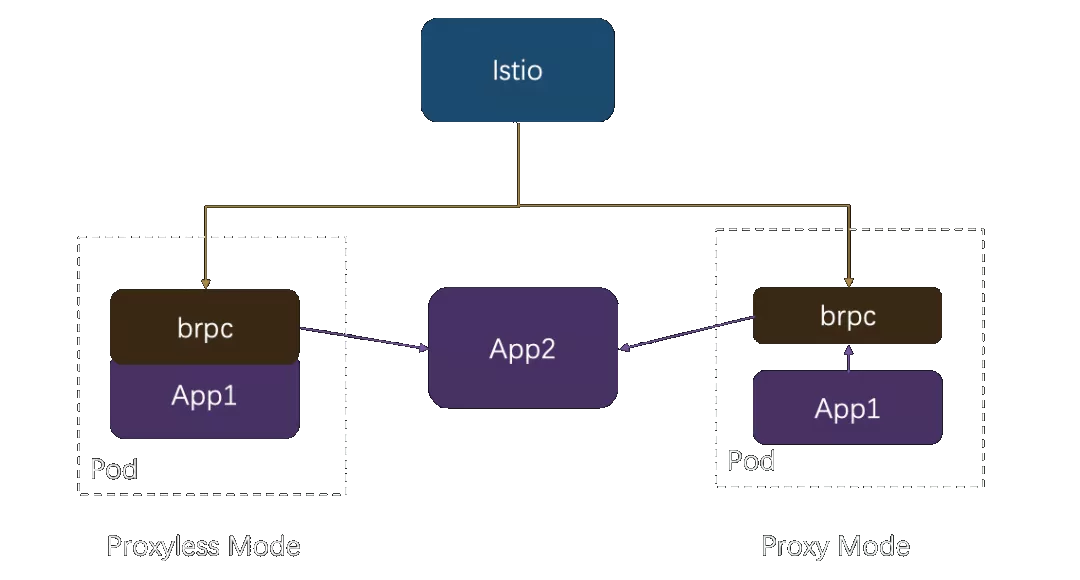 Istio
brpc
App1
Pod
App2
brpc
App1
Pod
Proxyless Mode
Proxy Mode